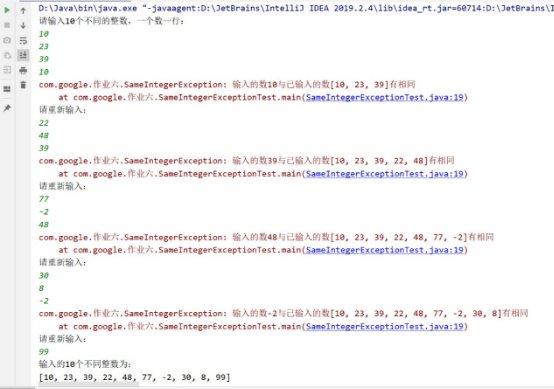 D:\Java\bin\java.exe "-javaagent:D:\JetBrains\IntelliJ IDEA 2019.2.4\lib\idea_rt.jar=60714:D:\JetBrains\I
请输入10个不同的整数，一个数一行：
10
23
39
10
com.google.作业六.SameIntegerException: 输入的数10与已输入的数[10, 23, 39]有相同
at com.google.作业六.SameIntegerExceptionTest.main(SameIntegerExceptionTest.java:19)
请重新输入：
22
48
39
com.google.作业六.SameIntegerException: 输入的数39与已输入的数[10, 23, 39, 22, 48]有相同
at com.google.作业六.SameIntegerExceptionTest.main(SameIntegerExceptionTest.java:19)
请重新输入：
77
-2
48
com.google.作业六.SameIntegerException: 输入的数48与已输入的数[10, 23, 39, 22, 48, 77, -2]有相同
at com.google.作业六.SameIntegerExceptionTest.main(SameIntegerExceptionTest.java:19)
请重新输入：
30
8
-2
com.google.作业六.SameIntegerException: 输入的数-2与已输入的数[10, 23, 39, 22, 48, 77, -2, 30, 8]有相同
at com.google.作业六.SameIntegerExceptionTest.main(SameIntegerExceptionTest.java:19)
请重新输入：
99
输入的10个不同整数为：
[10, 23, 39, 22, 48, 77, -2, 30, 8, 99]